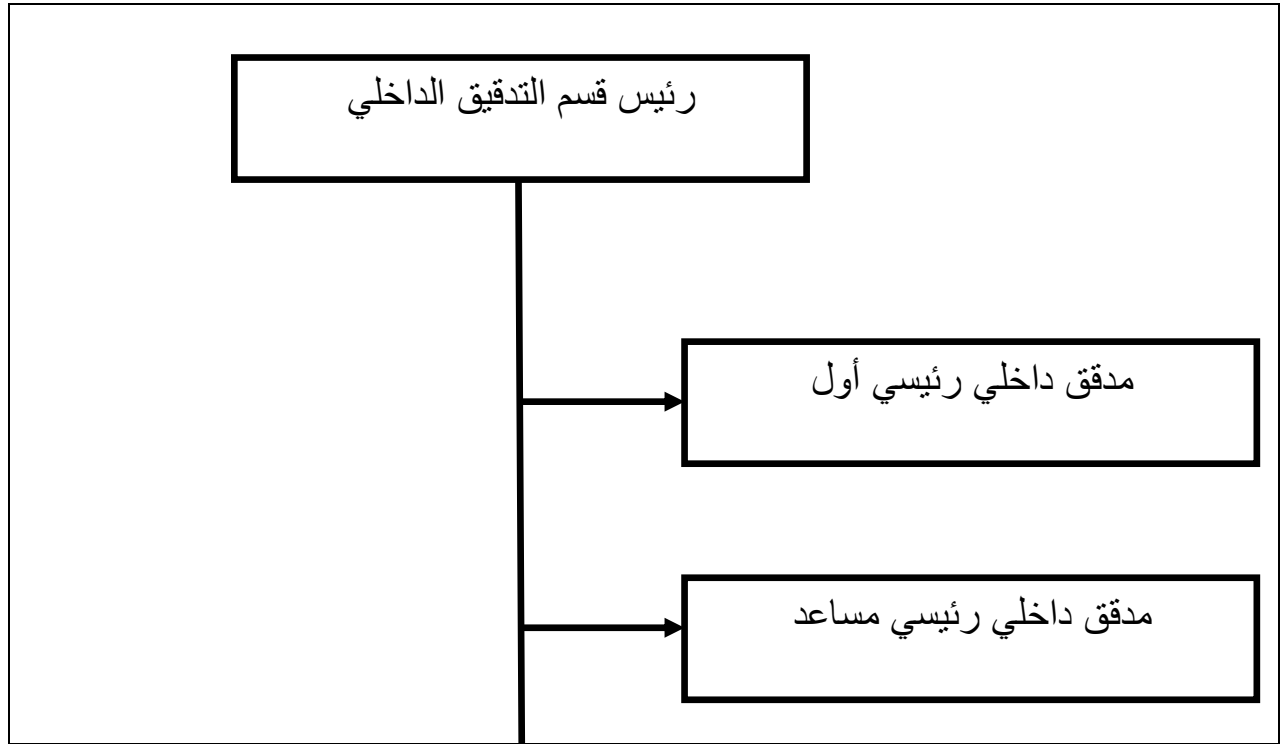 رئيس قسم التدقيق الداخلي
مدقق داخلي رئيسي أول
مدقق داخلي رئيسي مساعد